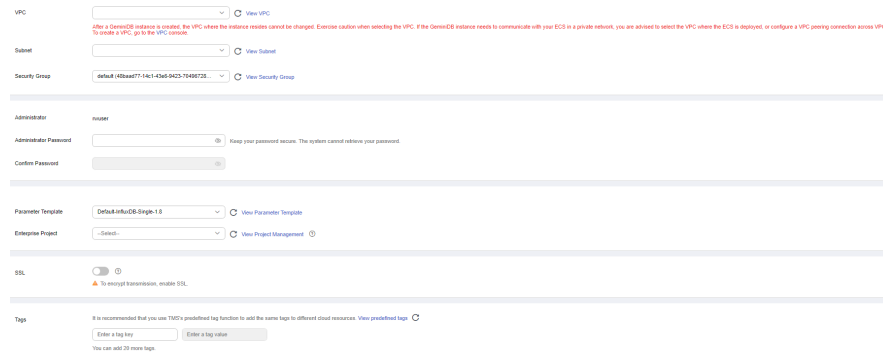 VPC
View VPC
After a GeminiDB instance is created, the VPC where the instance resides cannot be changed. Exercise caution when selecting the VPC. If the GeminiDB instance needs to communicate with your ECS in a private network, you are advised to select the VPC where the ECS is deployed, or configure a VPC peering connection across
To create a VPC, go to the VPC console.
Subnet
View Subnet
Security Group default View Security Group
Administrator rwuser
Administrator Password Keep your password secure. The system cannot retrieve your password.
Confirm Password
Parameter Template Default-InfluxDB-Single-1.8 View Parameter Template
Enterprise Project --Select-- View Project Management
SSL
To encrypt transmission, enable SSL.
Tags It is recommended that you use TMS's predefined tag function to add the same tags to different cloud resources. View predefined tags
Enter a tag key Enter a tag value
You can add 20 more tags.